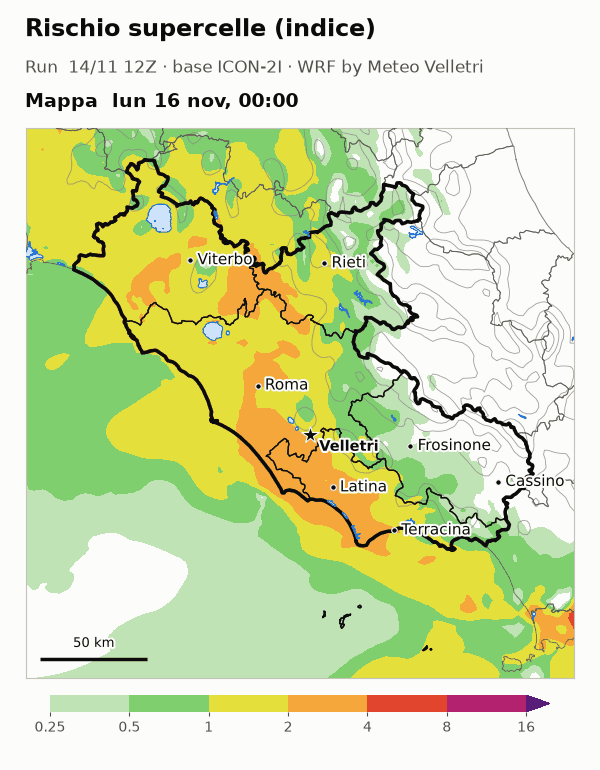 Rischio supercelle (indice)
Run  14/11 12Z · base ICON-2I · WRF by Meteo Velletri
Mappa  lun 16 nov, 00:00
Viterbo
Rieti
Roma
Velletri
Frosinone
Cassino
Latina
Terracina
50 km
0.25 0.5 1 2 4 8 16